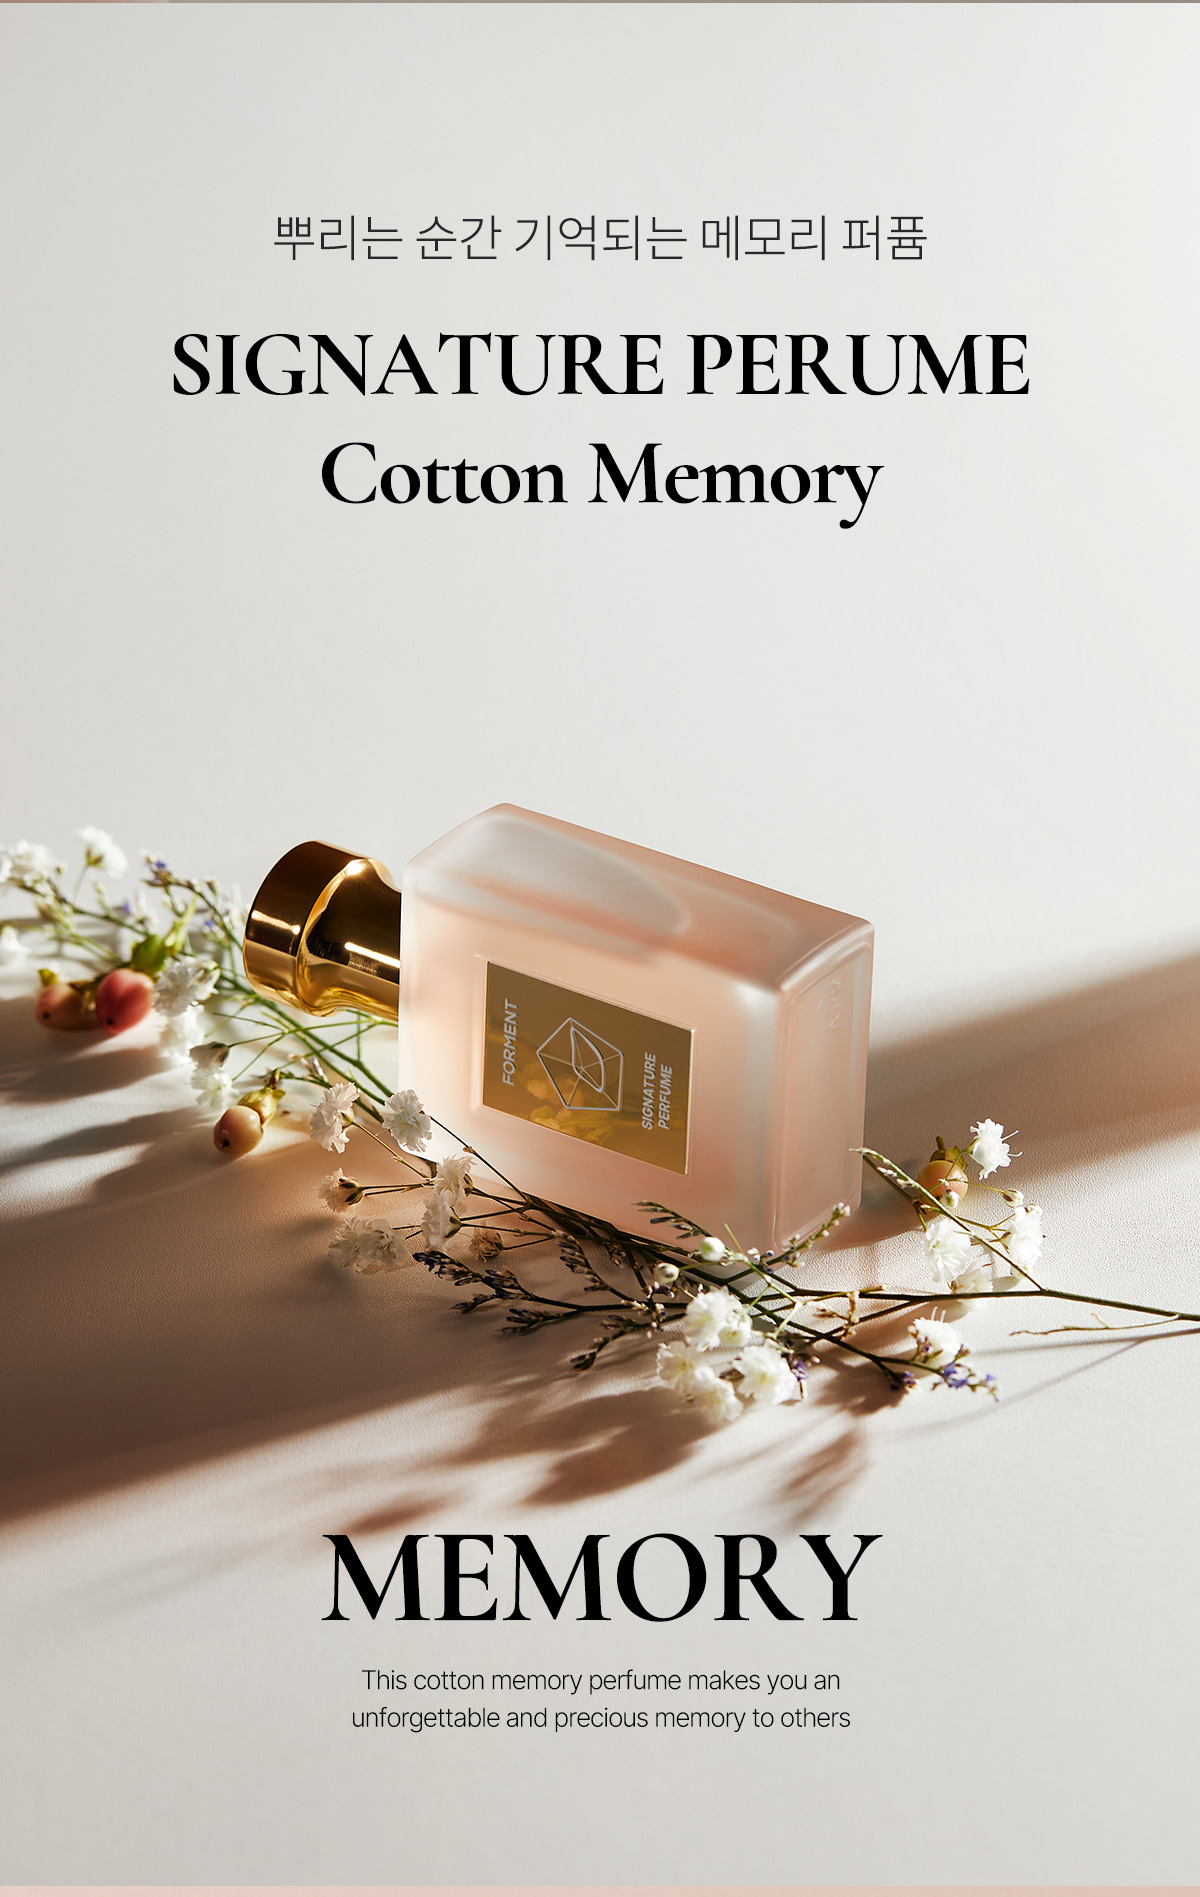 뿌리는 순간 기억되는 메모리 퍼퓸
SIGNATURE PERUME
Cotton Memory
FORMENT
SIGNATURE
PERFUME
MEMORY
This cotton memory perfume makes you an
unforgettable and precious memory to others